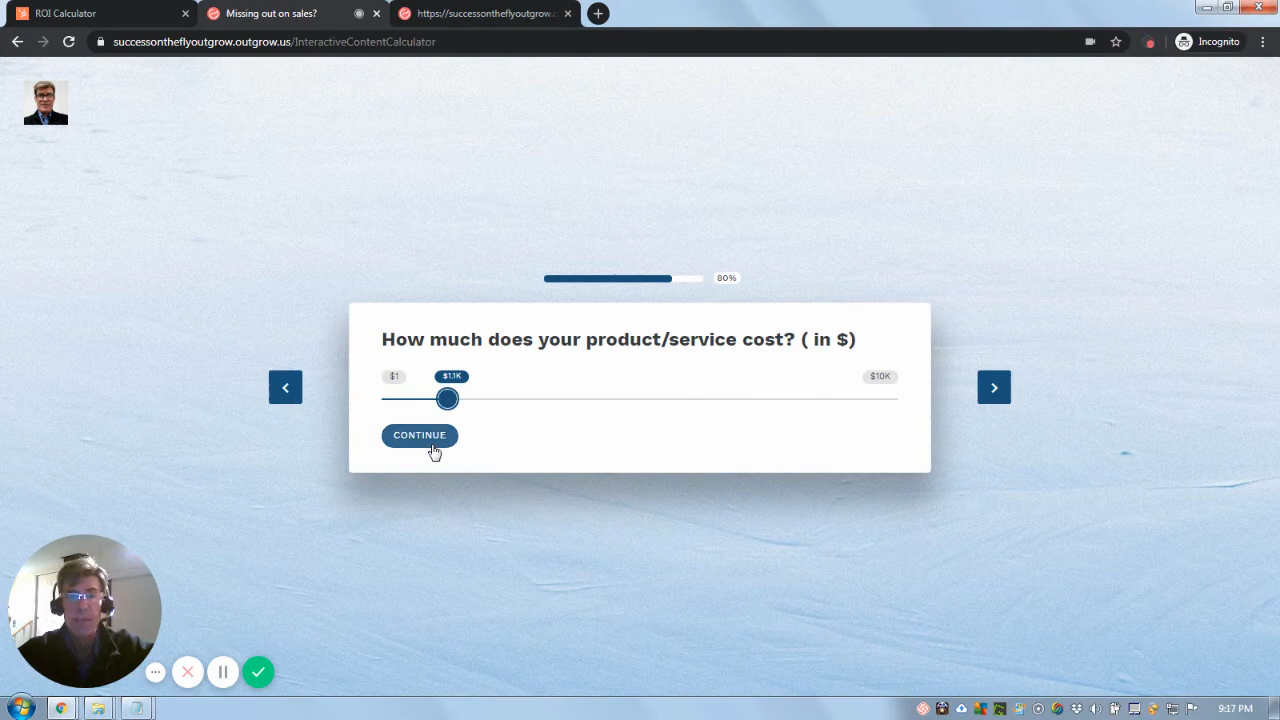 ROI Calculator
Missing out on sales?
https://successontheflyoutgrow.
successontheflyoutgrow.outgrow.us/InteractiveContentCalculator
Incognito
80%
How much does your product/service cost? ( in $)
$1
$1.1K
$10K
CONTINUE
9:17 PM